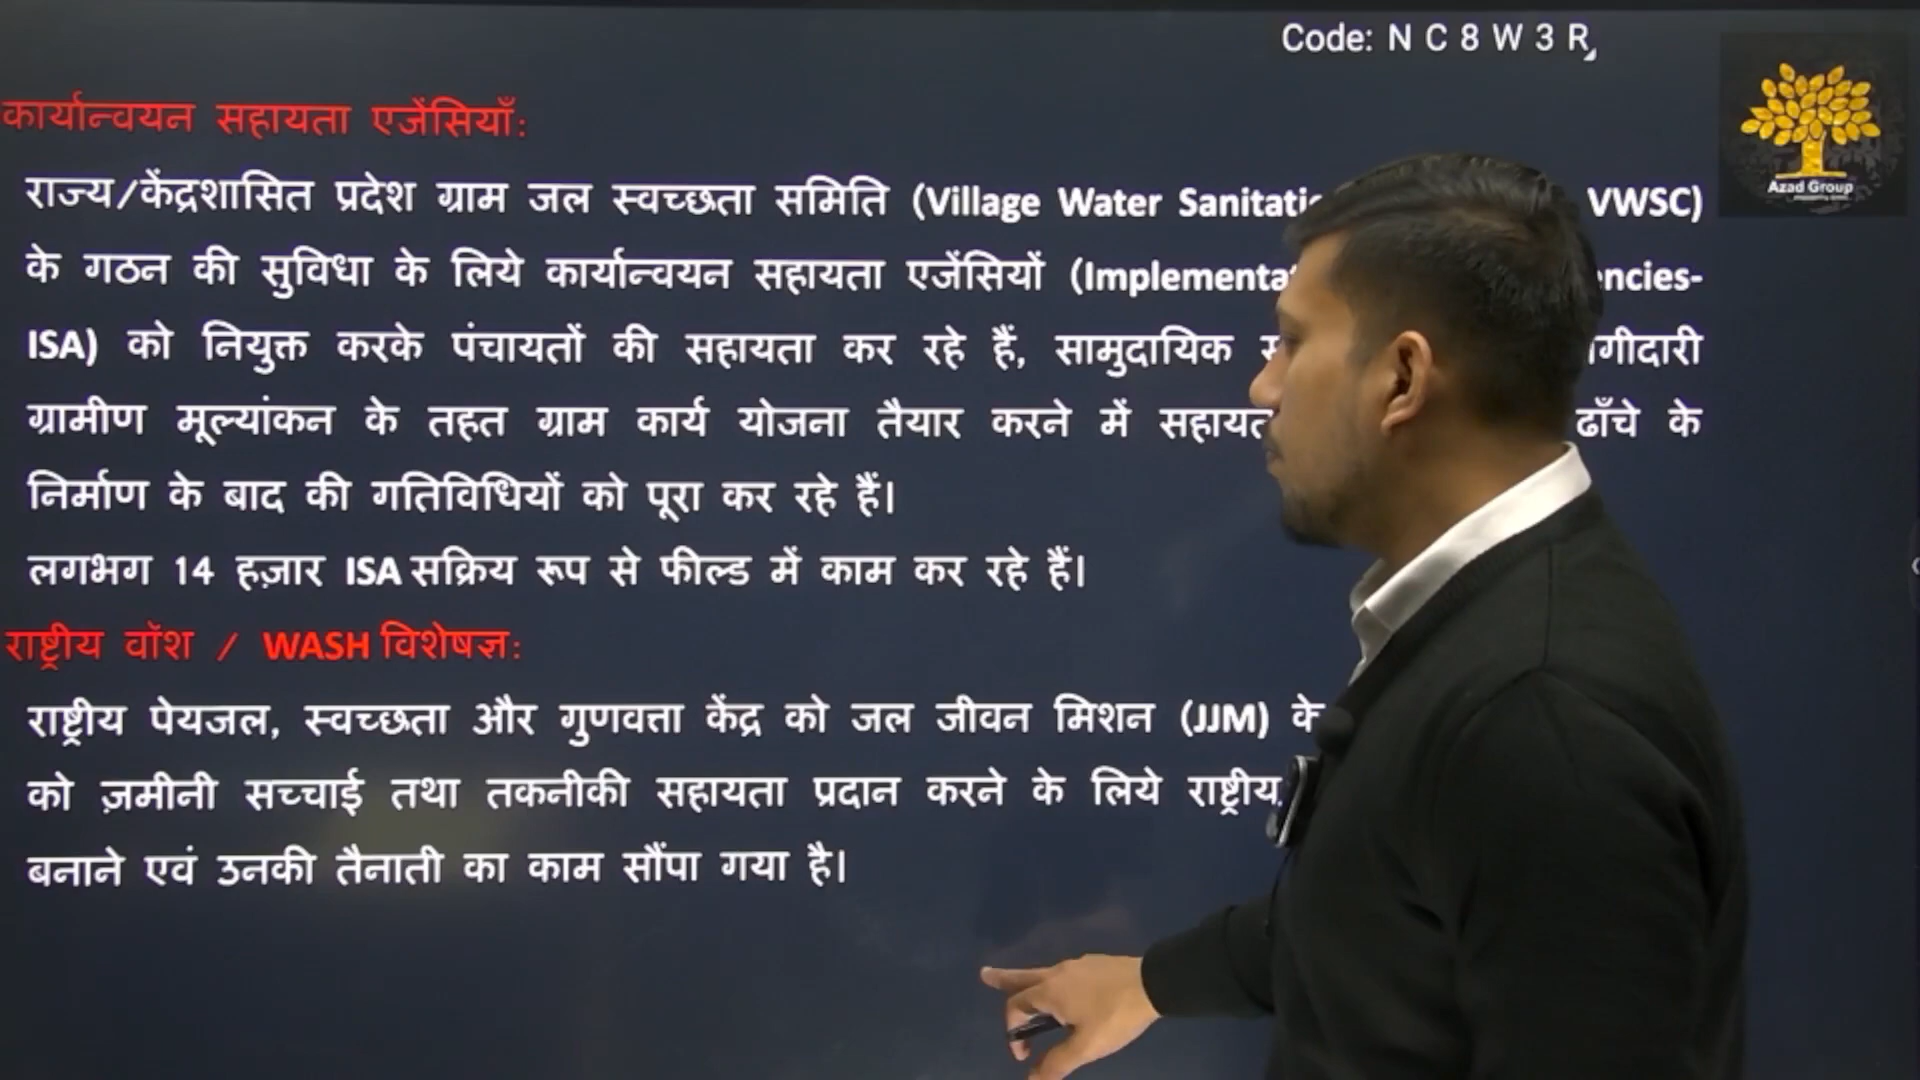 Code: N C 8 W 3 R
कार्यान्वयन सहायता एजेंसियाँ:
Azad Group
राज्य/केंद्रशासित प्रदेश ग्राम जल स्वच्छता समिति (Village Water VWSC)
के गठन की सुविधा के लिये कार्यान्वयन सहायता एजेंसियों
ISA) को नियुक्त करके पंचायतों की सहायता कर रहे हैं, सामुदायिक
ग्रामीण मूल्यांकन के तहत ग्राम कार्य योजना तैयार करने में ढाँचे के
निर्माण के बाद की गतिविधियों को पूरा कर रहे हैं।
लगभग 14 हज़ार ISA सक्रिय रूप से फील्ड में काम कर रहे हैं।
राष्ट्रीय वॉश / WASH विशेषज्ञ:
राष्ट्रीय पेयजल, स्वच्छता और गुणवत्ता केंद्र को जल जीवन मिशन (JJM) के
को ज़मीनी सच्चाई तथा तकनीकी सहायता प्रदान करने के लिये राष्ट्रीय
बनाने एवं उनकी तैनाती का काम सौंपा गया है।